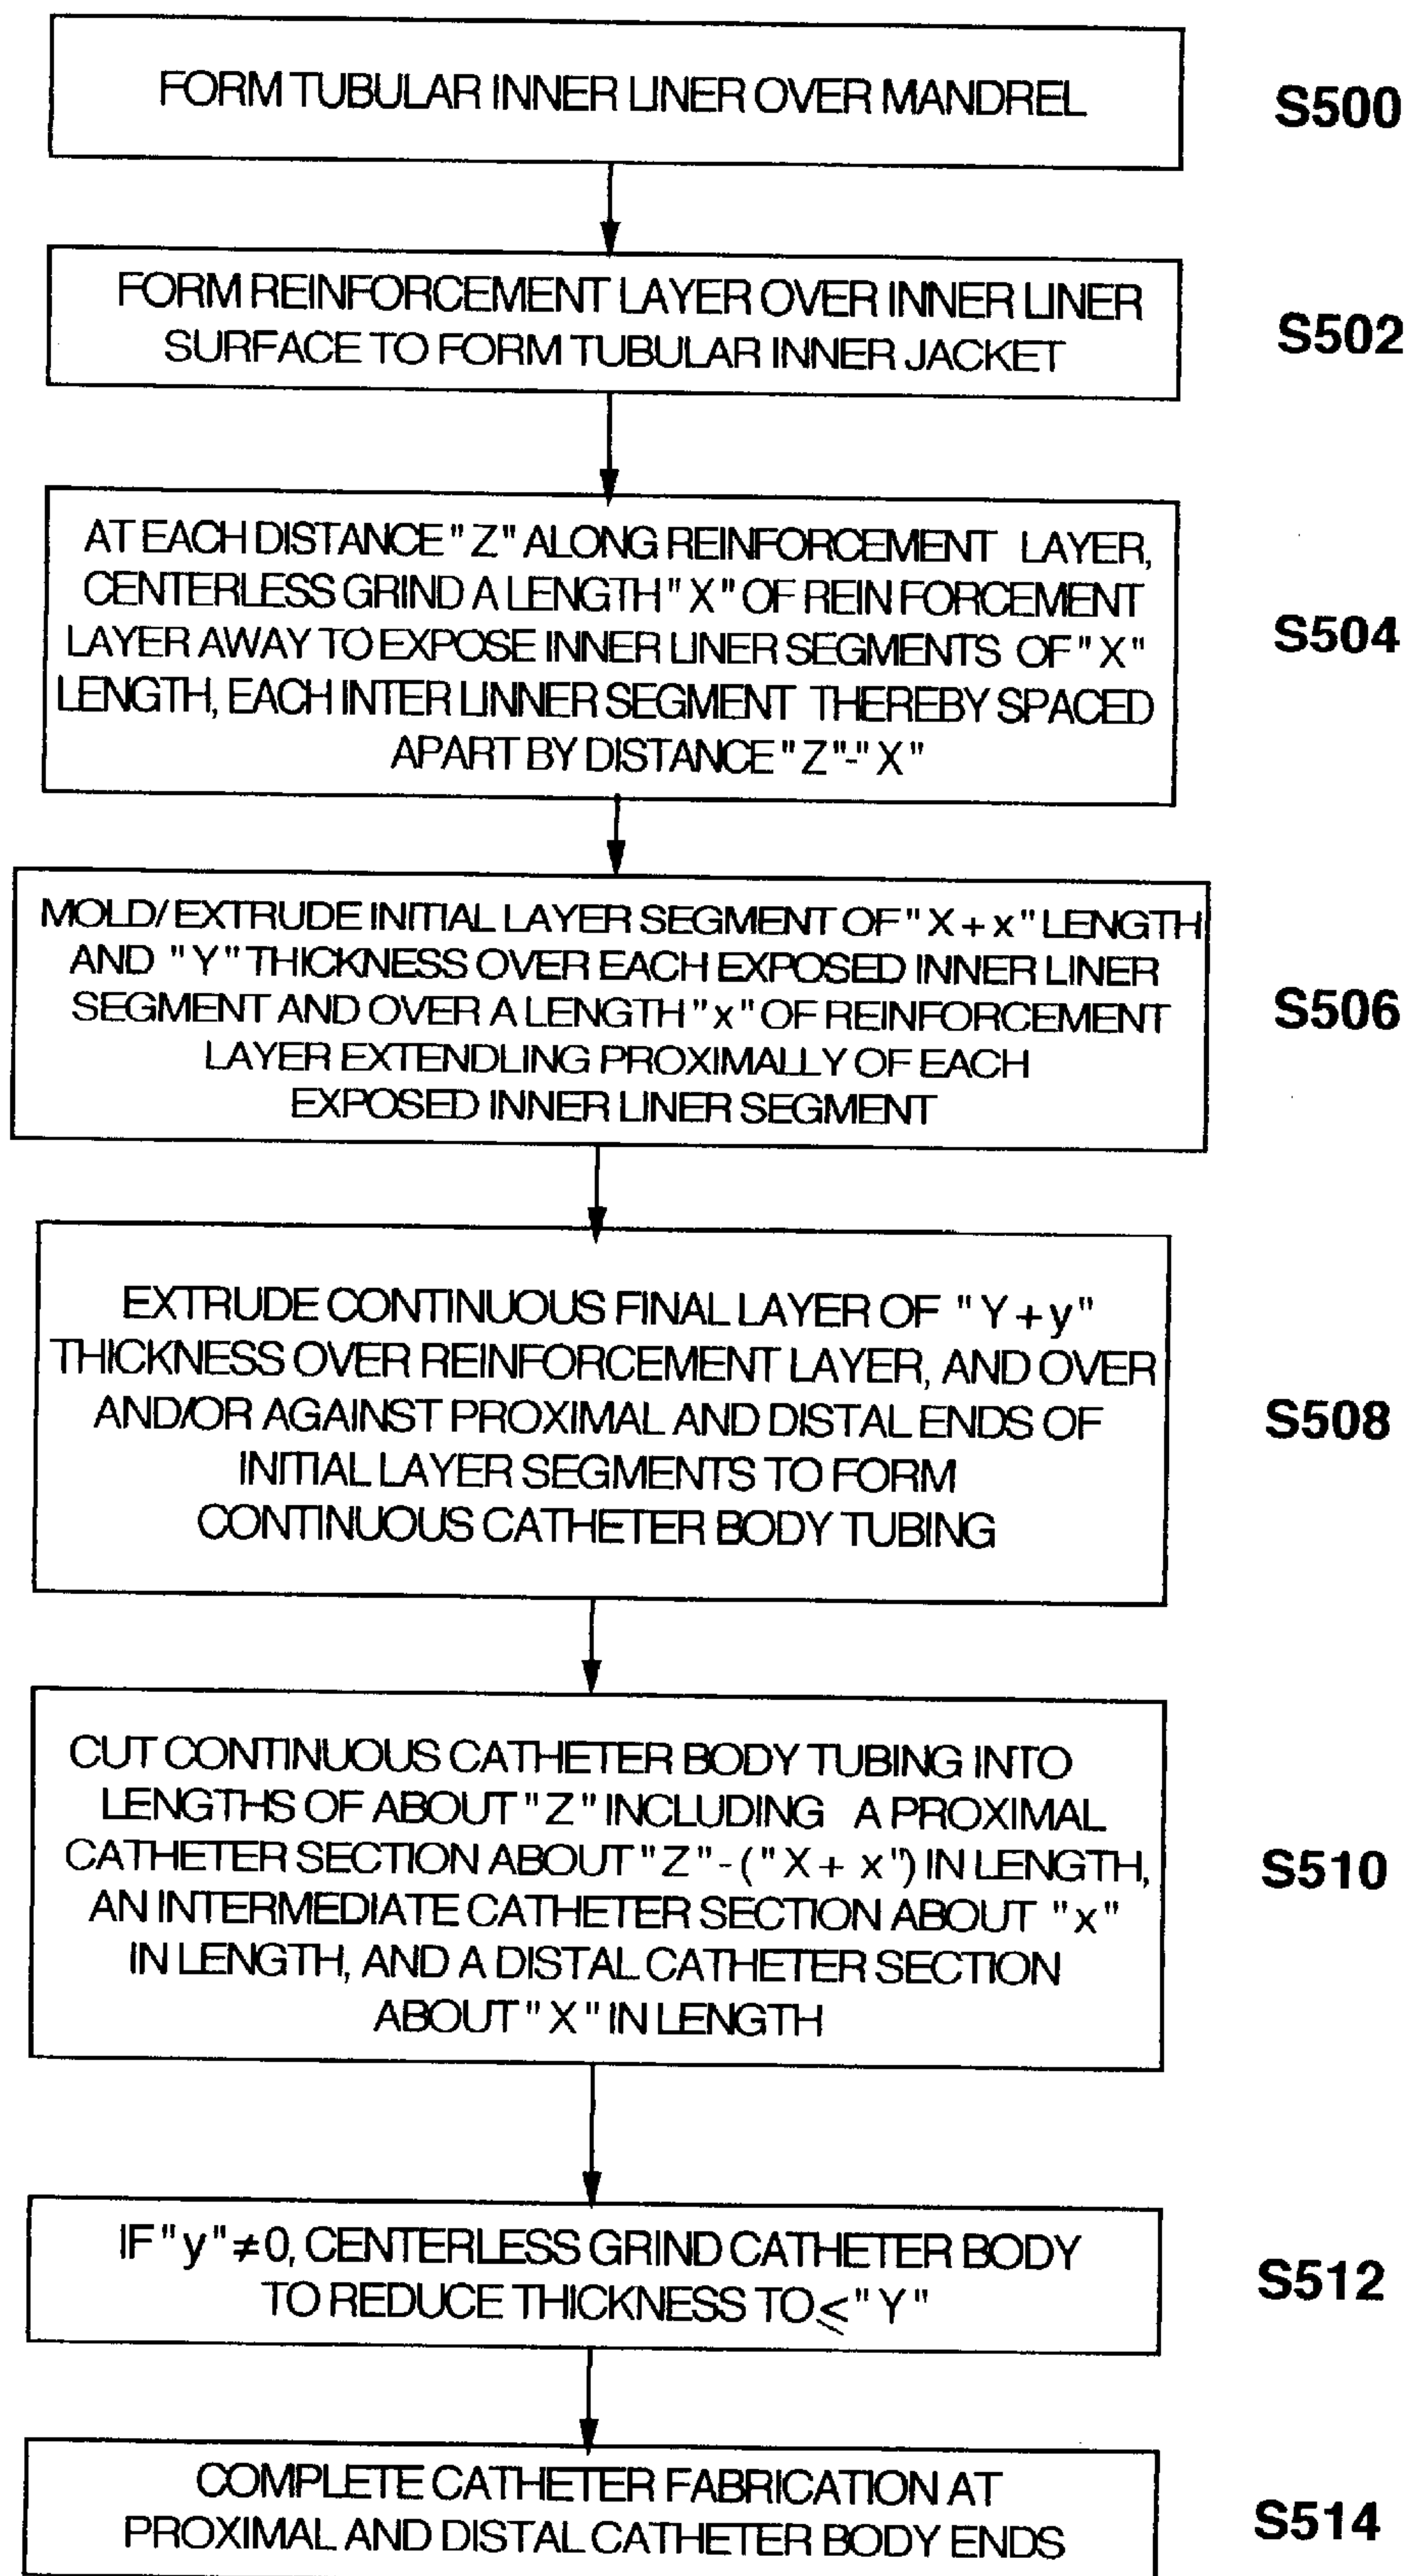 FORM TUBULAR INNER LINER OVER MANDREL
S500
FORM REINFORCEMENT LAYER OVER INNER LINER
SURFACE TO FORM TUBULAR INNER JACKET
S502
AT EACH DISTANCE "Z" ALONG REINFORCEMENT LAYER,
CENTERLESS GRIND A LENGTH "X" OF REIN FORCEMENT
LAYER AWAY TO EXPOSE INNER LINER SEGMENTS OF "X"
LENGTH, EACH INTER LINNER SEGMENT THEREBY SPACED
APART BY DISTANCE "Z"-"X"
S504
MOLD/EXTRUDE INITIAL LAYER SEGMENT OF "X + x" LENGTH
AND "Y" THICKNESS OVER EACH EXPOSED INNER LINER
SEGMENT AND OVER A LENGTH "x" OF REINFORCEMENT
LAYER EXTENDLING PROXIMALLY OF EACH
EXPOSED INNER LINER SEGMENT
S506
EXTRUDE CONTINUOUS FINAL LAYER OF "Y + y"
THICKNESS OVER REINFORCEMENT LAYER, AND OVER
AND/OR AGAINST PROXIMAL AND DISTAL ENDS OF
INITIAL LAYER SEGMENTS TO FORM
CONTINUOUS CATHETER BODY TUBING
S508
CUT CONTINUOUS CATHETER BODY TUBING INTO
LENGTHS OF ABOUT "Z" INCLUDING A PROXIMAL
CATHETER SECTION ABOUT "Z" - ("X + x") IN LENGTH,
AN INTERMEDIATE CATHETER SECTION ABOUT "x"
IN LENGTH, AND A DISTAL CATHETER SECTION
ABOUT "X" IN LENGTH
S510
IF "y" ≠ 0, CENTERLESS GRIND CATHETER BODY
TO REDUCE THICKNESS TO ≤ "Y"
S512
COMPLETE CATHETER FABRICATION AT
PROXIMAL AND DISTAL CATHETER BODY ENDS
S514